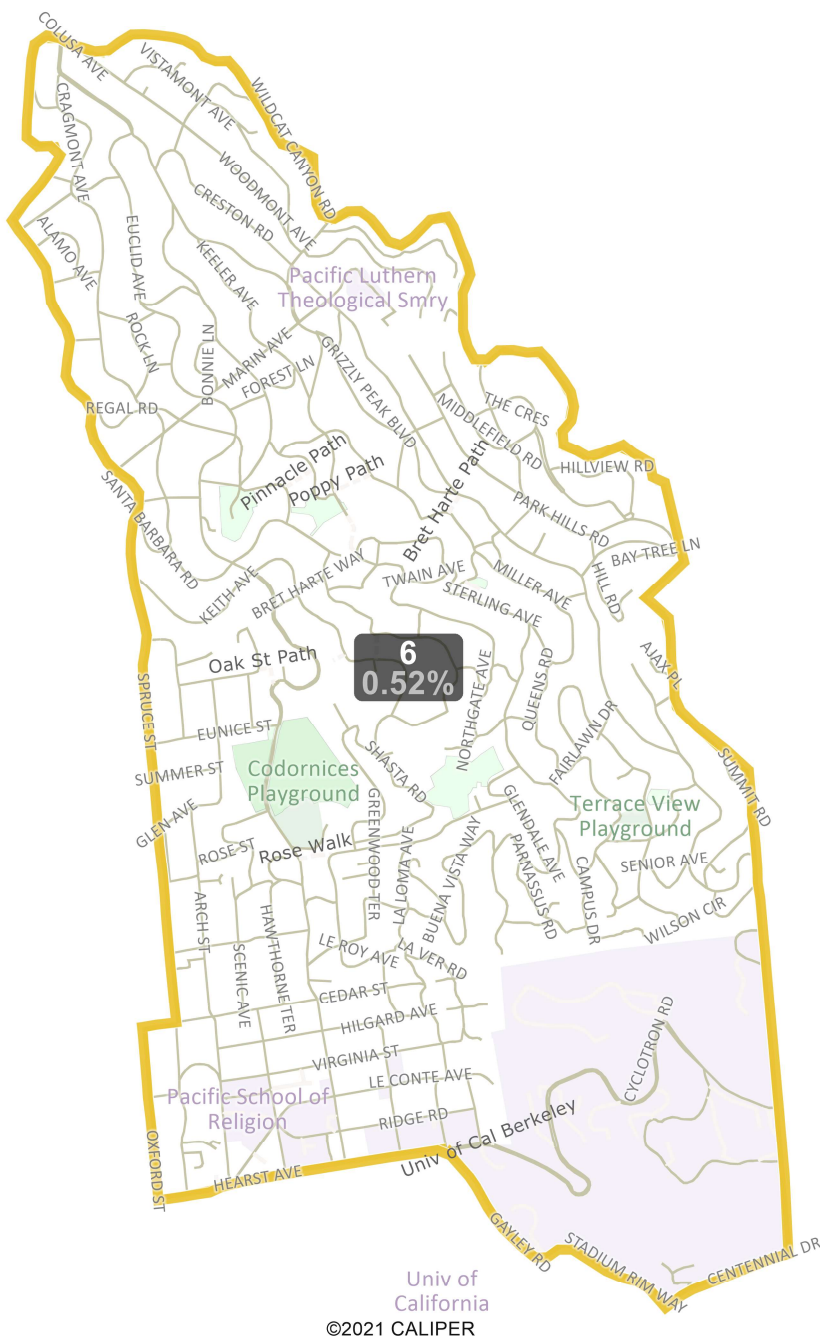 COLUSA AVE
VISTAMONT AVE
WILDCAT CANYON RD
CRAGMONT AVE
WOODMONT AVE
CRESTON RD
ALAMO AVE
EUCLID AVE
KEELER AVE
Pacific Luthern
Theological Smry
ROCK LN
BONNIE LN
MARIN AVE
FOREST LN
GRIZZLY PEAK BLVD
REGAL RD
THE CRES
MIDDLEFIELD RD
HILLVIEW RD
Pinnacle Path
Poppy Path
Bret Harte Path
SANTA BARBARA RD
PARK HILLS RD
BAY TREE LN
KEITH AVE
BRET HARTE WAY
TWAIN AVE
MILLER AVE
HILL RD
STERLING AVE
Oak St Path
6
0.52%
NORTHGATE AVE
QUEENS RD
AJAX PL
SPRUCE ST
EUNICE ST
FAIRLAWN DR
SUMMER ST
Codornices
Playground
SHASTA RD
SUMMIT RD
GLEN AVE
GREENWOOD TER
GLENDALE AVE
Terrace View
Playground
ROSE ST
Rose Walk
LA LOMA AVE
BUENA VISTA WAY
PARNASSUS RD
CAMPUS DR
SENIOR AVE
ARCH ST
SCENIC AVE
HAWTHORNE TER
LE ROY AVE
LA VER RD
WILSON CIR
CEDAR ST
HILGARD AVE
CYCLOTRON RD
VIRGINIA ST
LE CONTE AVE
Pacific School of
Religion
RIDGE RD
Univ of Cal Berkeley
OXFORD ST
HEARST AVE
GAYLEY RD
STADIUM RIM WAY
CENTENNIAL DR
Univ of
California
©2021 CALIPER